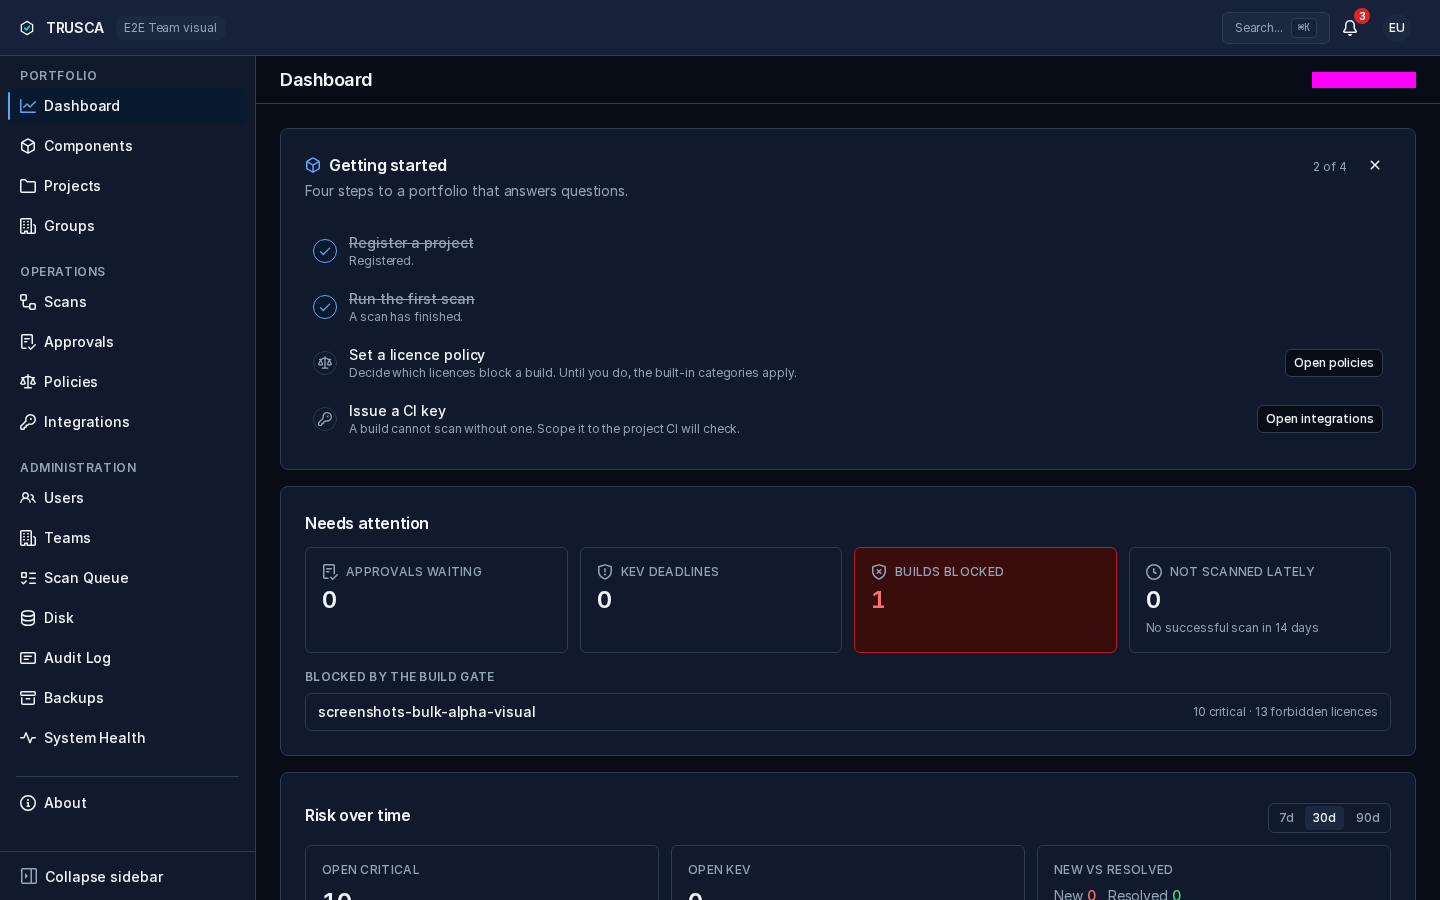 TRUSCA
E2E Team visual
Search... ⌘K
3
EU
PORTFOLIO
Dashboard
Components
Projects
Groups
OPERATIONS
Scans
Approvals
Policies
Integrations
ADMINISTRATION
Users
Teams
Scan Queue
Disk
Audit Log
Backups
System Health
About
Collapse sidebar
Dashboard
Getting started
2 of 4
Four steps to a portfolio that answers questions.
Register a project
Registered.
Run the first scan
A scan has finished.
Set a licence policy
Decide which licences block a build. Until you do, the built-in categories apply.
Open policies
Issue a CI key
A build cannot scan without one. Scope it to the project CI will check.
Open integrations
Needs attention
APPROVALS WAITING
0
KEV DEADLINES
0
BUILDS BLOCKED
1
NOT SCANNED LATELY
0
No successful scan in 14 days
BLOCKED BY THE BUILD GATE
screenshots-bulk-alpha-visual
10 critical · 13 forbidden licences
Risk over time
7d 30d 90d
OPEN CRITICAL
10
OPEN KEV
0
NEW VS RESOLVED
New 0 Resolved 0